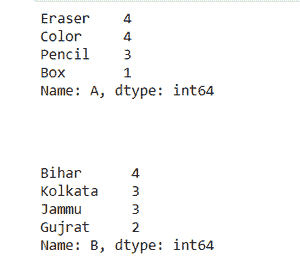 Eraser    4
Color     4
Pencil    3
Box       1
Name: A, dtype: int64
Bihar      4
Kolkata    3
Jammu      3
Gujrat     2
Name: B, dtype: int64